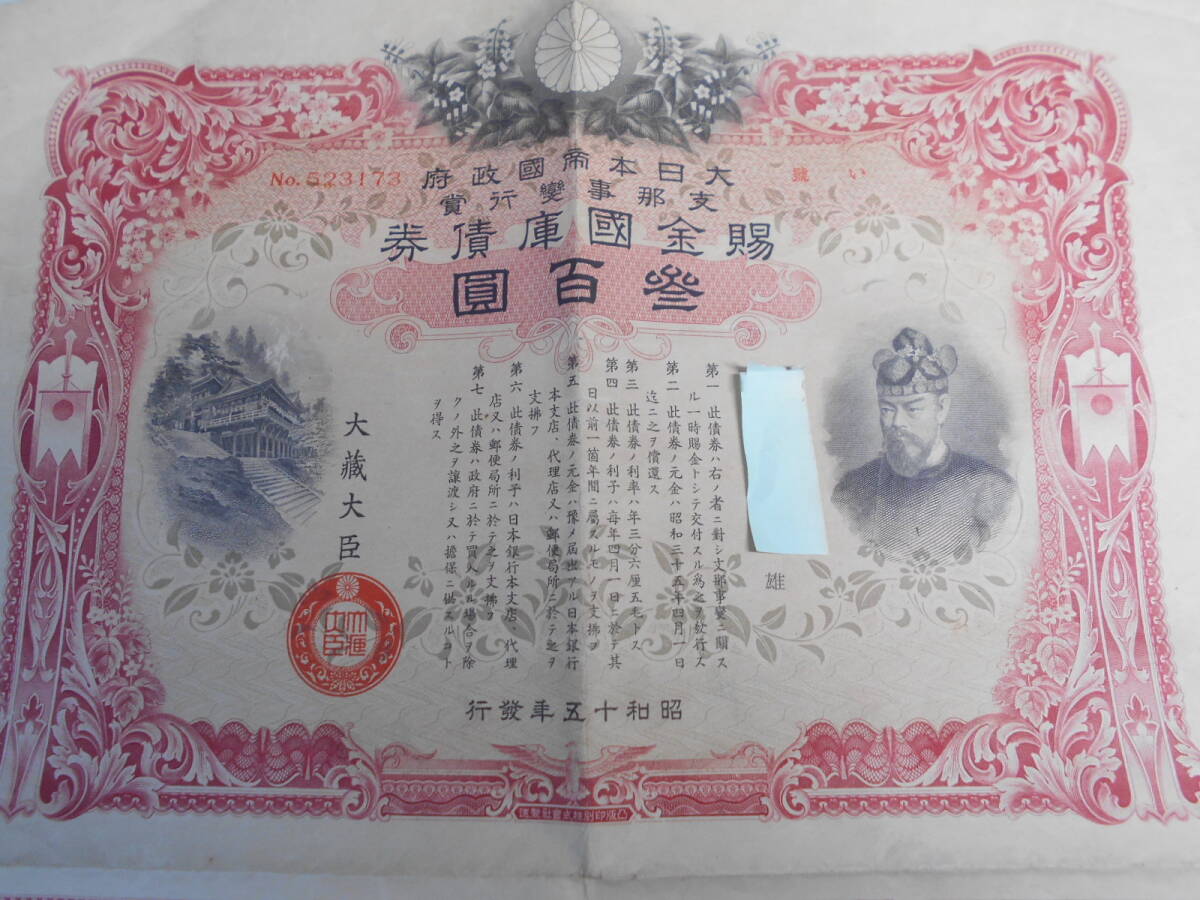 い號
No.523173
大日本帝國政府
支那事變行賞
賜金國庫債券
叄百圓
雄
第一 此債券ハ右ノ者ニ對シ支那事變ニ關ス
ル一時賜金トシテ交付スル爲之ヲ發行ス
第二 此債券ノ元金ハ昭和三十五年四月一日
迄ニ之ヲ償還ス
第三 此債券ノ利率ハ年三分六厘五毛トス
第四 此債券ノ利子ハ每年四月一日ニ於テ其
日以前一箇年間ニ屬スルモノヲ支拂フ
第五 此債券ノ元金ハ豫メ屆出アル日本銀行
本支店、代理店又ハ郵便局所ニ於テ之ヲ
支拂フ
第六 此債券ノ利子ハ日本銀行本支店、代理
店又ハ郵便局所ニ於テ之ヲ支拂フ
第七 此債券ハ政府ニ於テ買入ルル場合ヲ除
クノ外之ヲ讓渡シ又ハ擔保ニ供スルコト
ヲ得ス
大藏大臣
昭和十五年發行